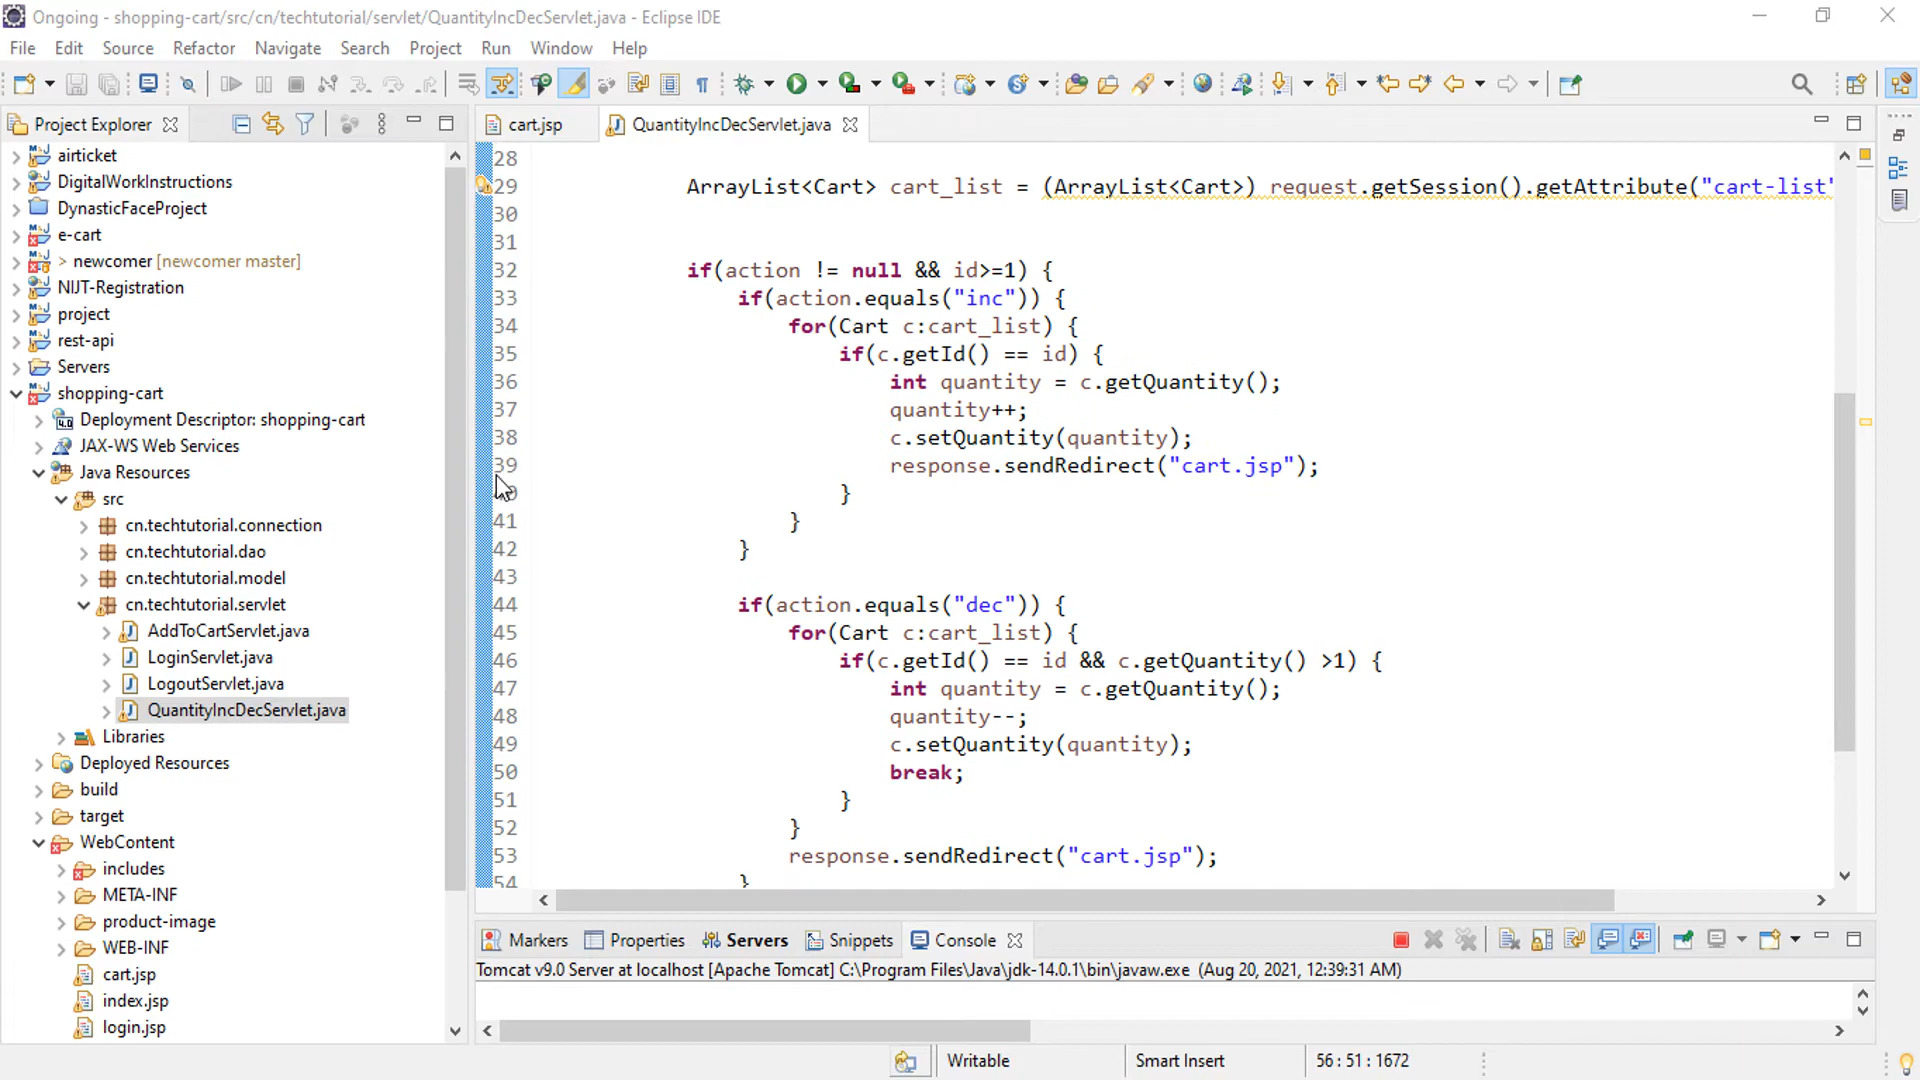 Ongoing - shopping-cart/src/cn/techtutorial/servlet/QuantityIncDecServlet.java - Eclipse IDE
File Edit Source Refactor Navigate Search Project Run Window Help
Project Explorer
airticket
DigitalWorkInstructions
DynasticFaceProject
e-cart
> newcomer [newcomer master]
NIJT-Registration
project
rest-api
Servers
shopping-cart
Deployment Descriptor: shopping-cart
JAX-WS Web Services
Java Resources
src
cn.techtutorial.connection
cn.techtutorial.dao
cn.techtutorial.model
cn.techtutorial.servlet
AddToCartServlet.java
LoginServlet.java
LogoutServlet.java
QuantityIncDecServlet.java
Libraries
Deployed Resources
build
target
WebContent
includes
META-INF
product-image
WEB-INF
cart.jsp
index.jsp
login.jsp
cart.jsp QuantityIncDecServlet.java
28
29 ArrayList<Cart> cart_list = (ArrayList<Cart>) request.getSession().getAttribute("cart-list"
30
31
32 if(action != null && id>=1) {
33 if(action.equals("inc")) {
34 for(Cart c:cart_list) {
35 if(c.getId() == id) {
36 int quantity = c.getQuantity();
37 quantity++;
38 c.setQuantity(quantity);
39 response.sendRedirect("cart.jsp");
}
41 }
42 }
43
44 if(action.equals("dec")) {
45 for(Cart c:cart_list) {
46 if(c.getId() == id && c.getQuantity() >1) {
47 int quantity = c.getQuantity();
48 quantity--;
49 c.setQuantity(quantity);
50 break;
51 }
52 }
53 response.sendRedirect("cart.jsp");
54 }
Markers Properties Servers Snippets Console
Tomcat v9.0 Server at localhost [Apache Tomcat] C:\Program Files\Java\jdk-14.0.1\bin\javaw.exe (Aug 20, 2021, 12:39:31 AM)
Writable Smart Insert 56 : 51 : 1672